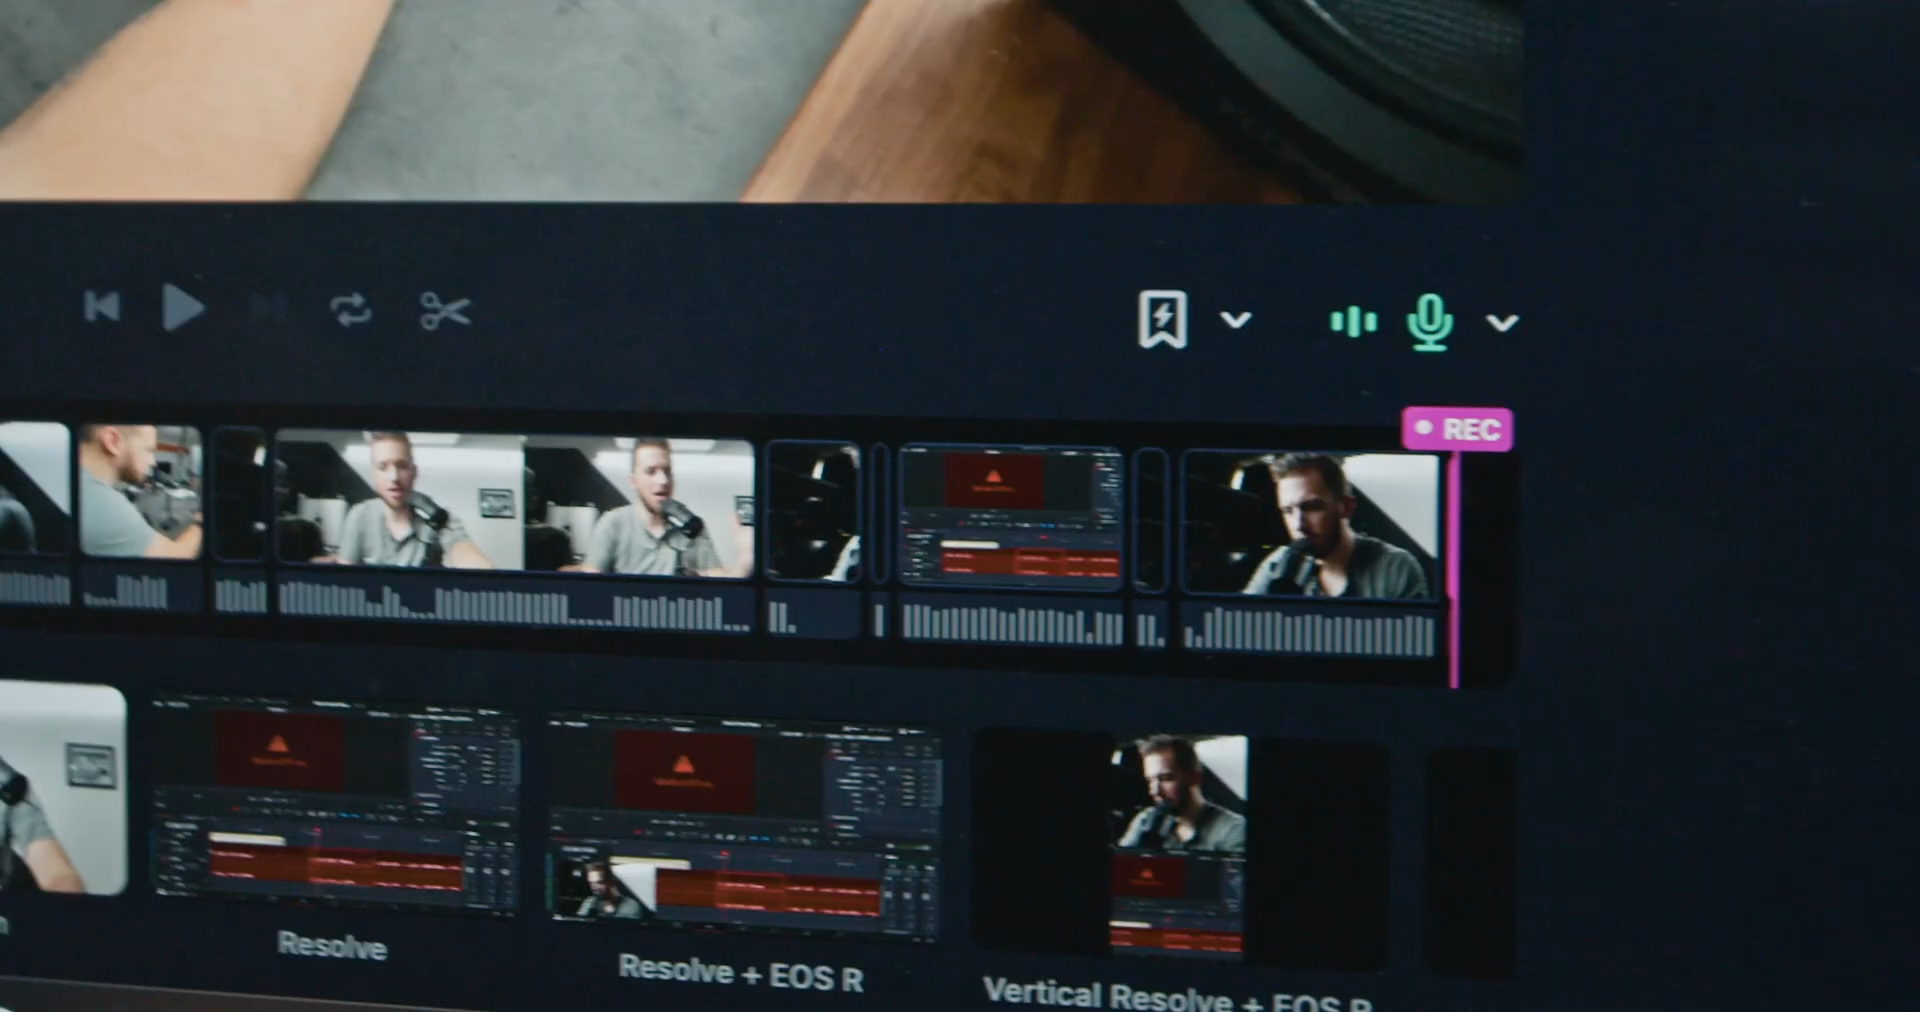 REC
Resolve
Resolve + EOS R
Vertical Resolve + EOS R